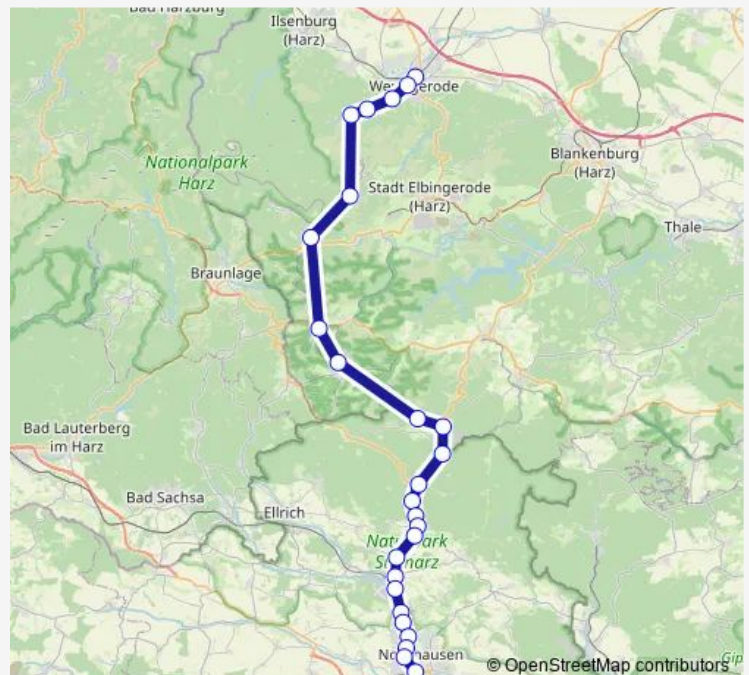 Ilsenburg
(Harz)
Nationalpark
Harz
Stadt Elbingerode
(Harz)
Blankenburg
(Harz)
Thale
Braunlage
Bad Lauterberg
im Harz
Bad Sachsa
Ellrich
© OpenStreetMap contributors